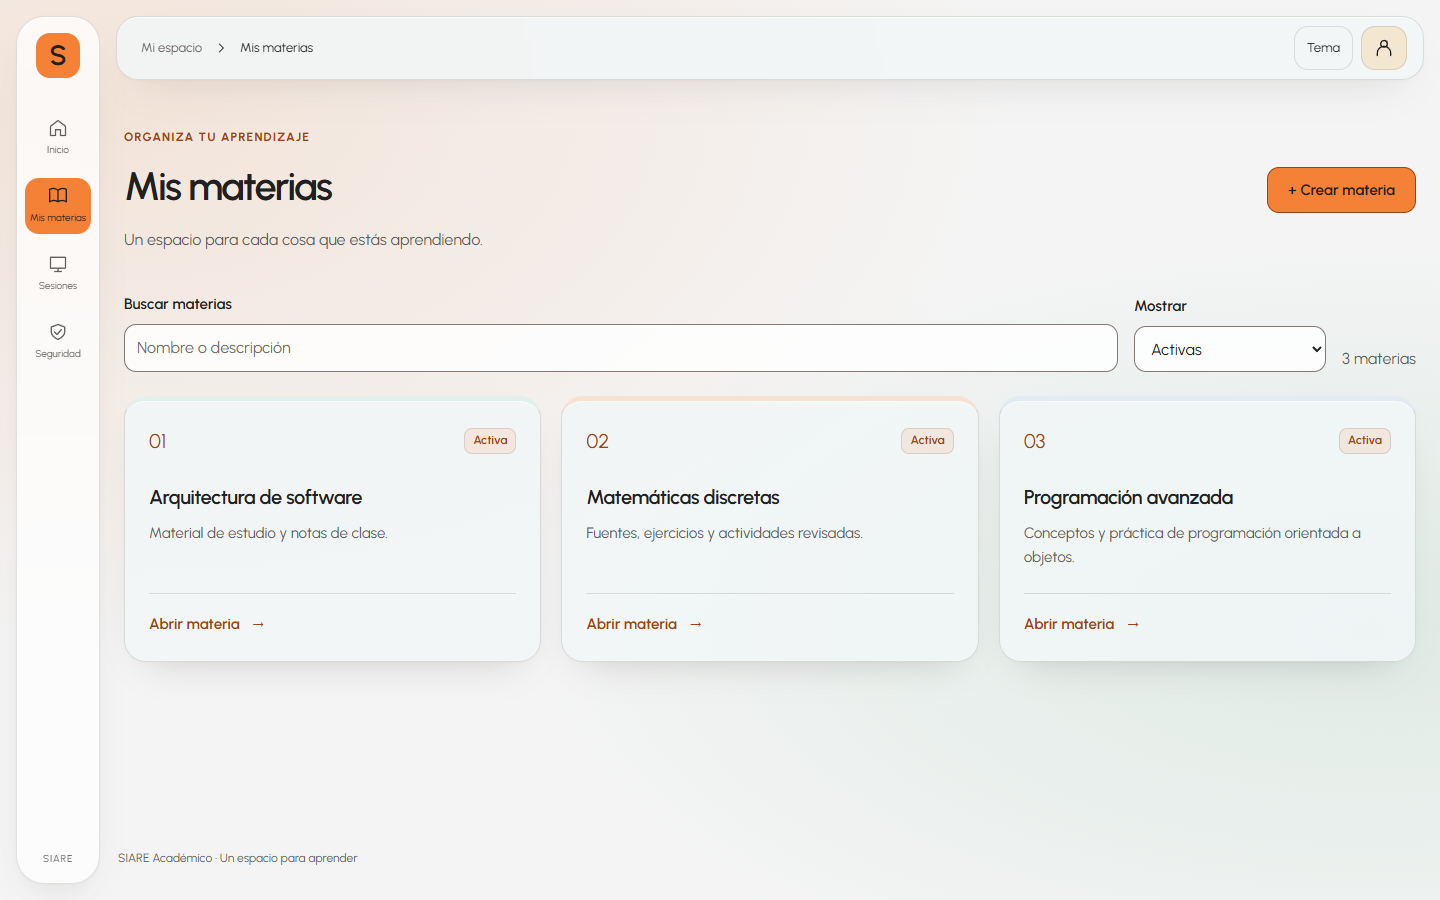 S
Inicio
Mis materias
Sesiones
Seguridad
SIARE
Mi espacio > Mis materias
Tema
ORGANIZA TU APRENDIZAJE
Mis materias
+ Crear materia
Un espacio para cada cosa que estás aprendiendo.
Buscar materias
Nombre o descripción
Mostrar
Activas
3 materias
01 Activa
Arquitectura de software
Material de estudio y notas de clase.
Abrir materia →
02 Activa
Matemáticas discretas
Fuentes, ejercicios y actividades revisadas.
Abrir materia →
03 Activa
Programación avanzada
Conceptos y práctica de programación orientada a
objetos.
Abrir materia →
SIARE Académico · Un espacio para aprender